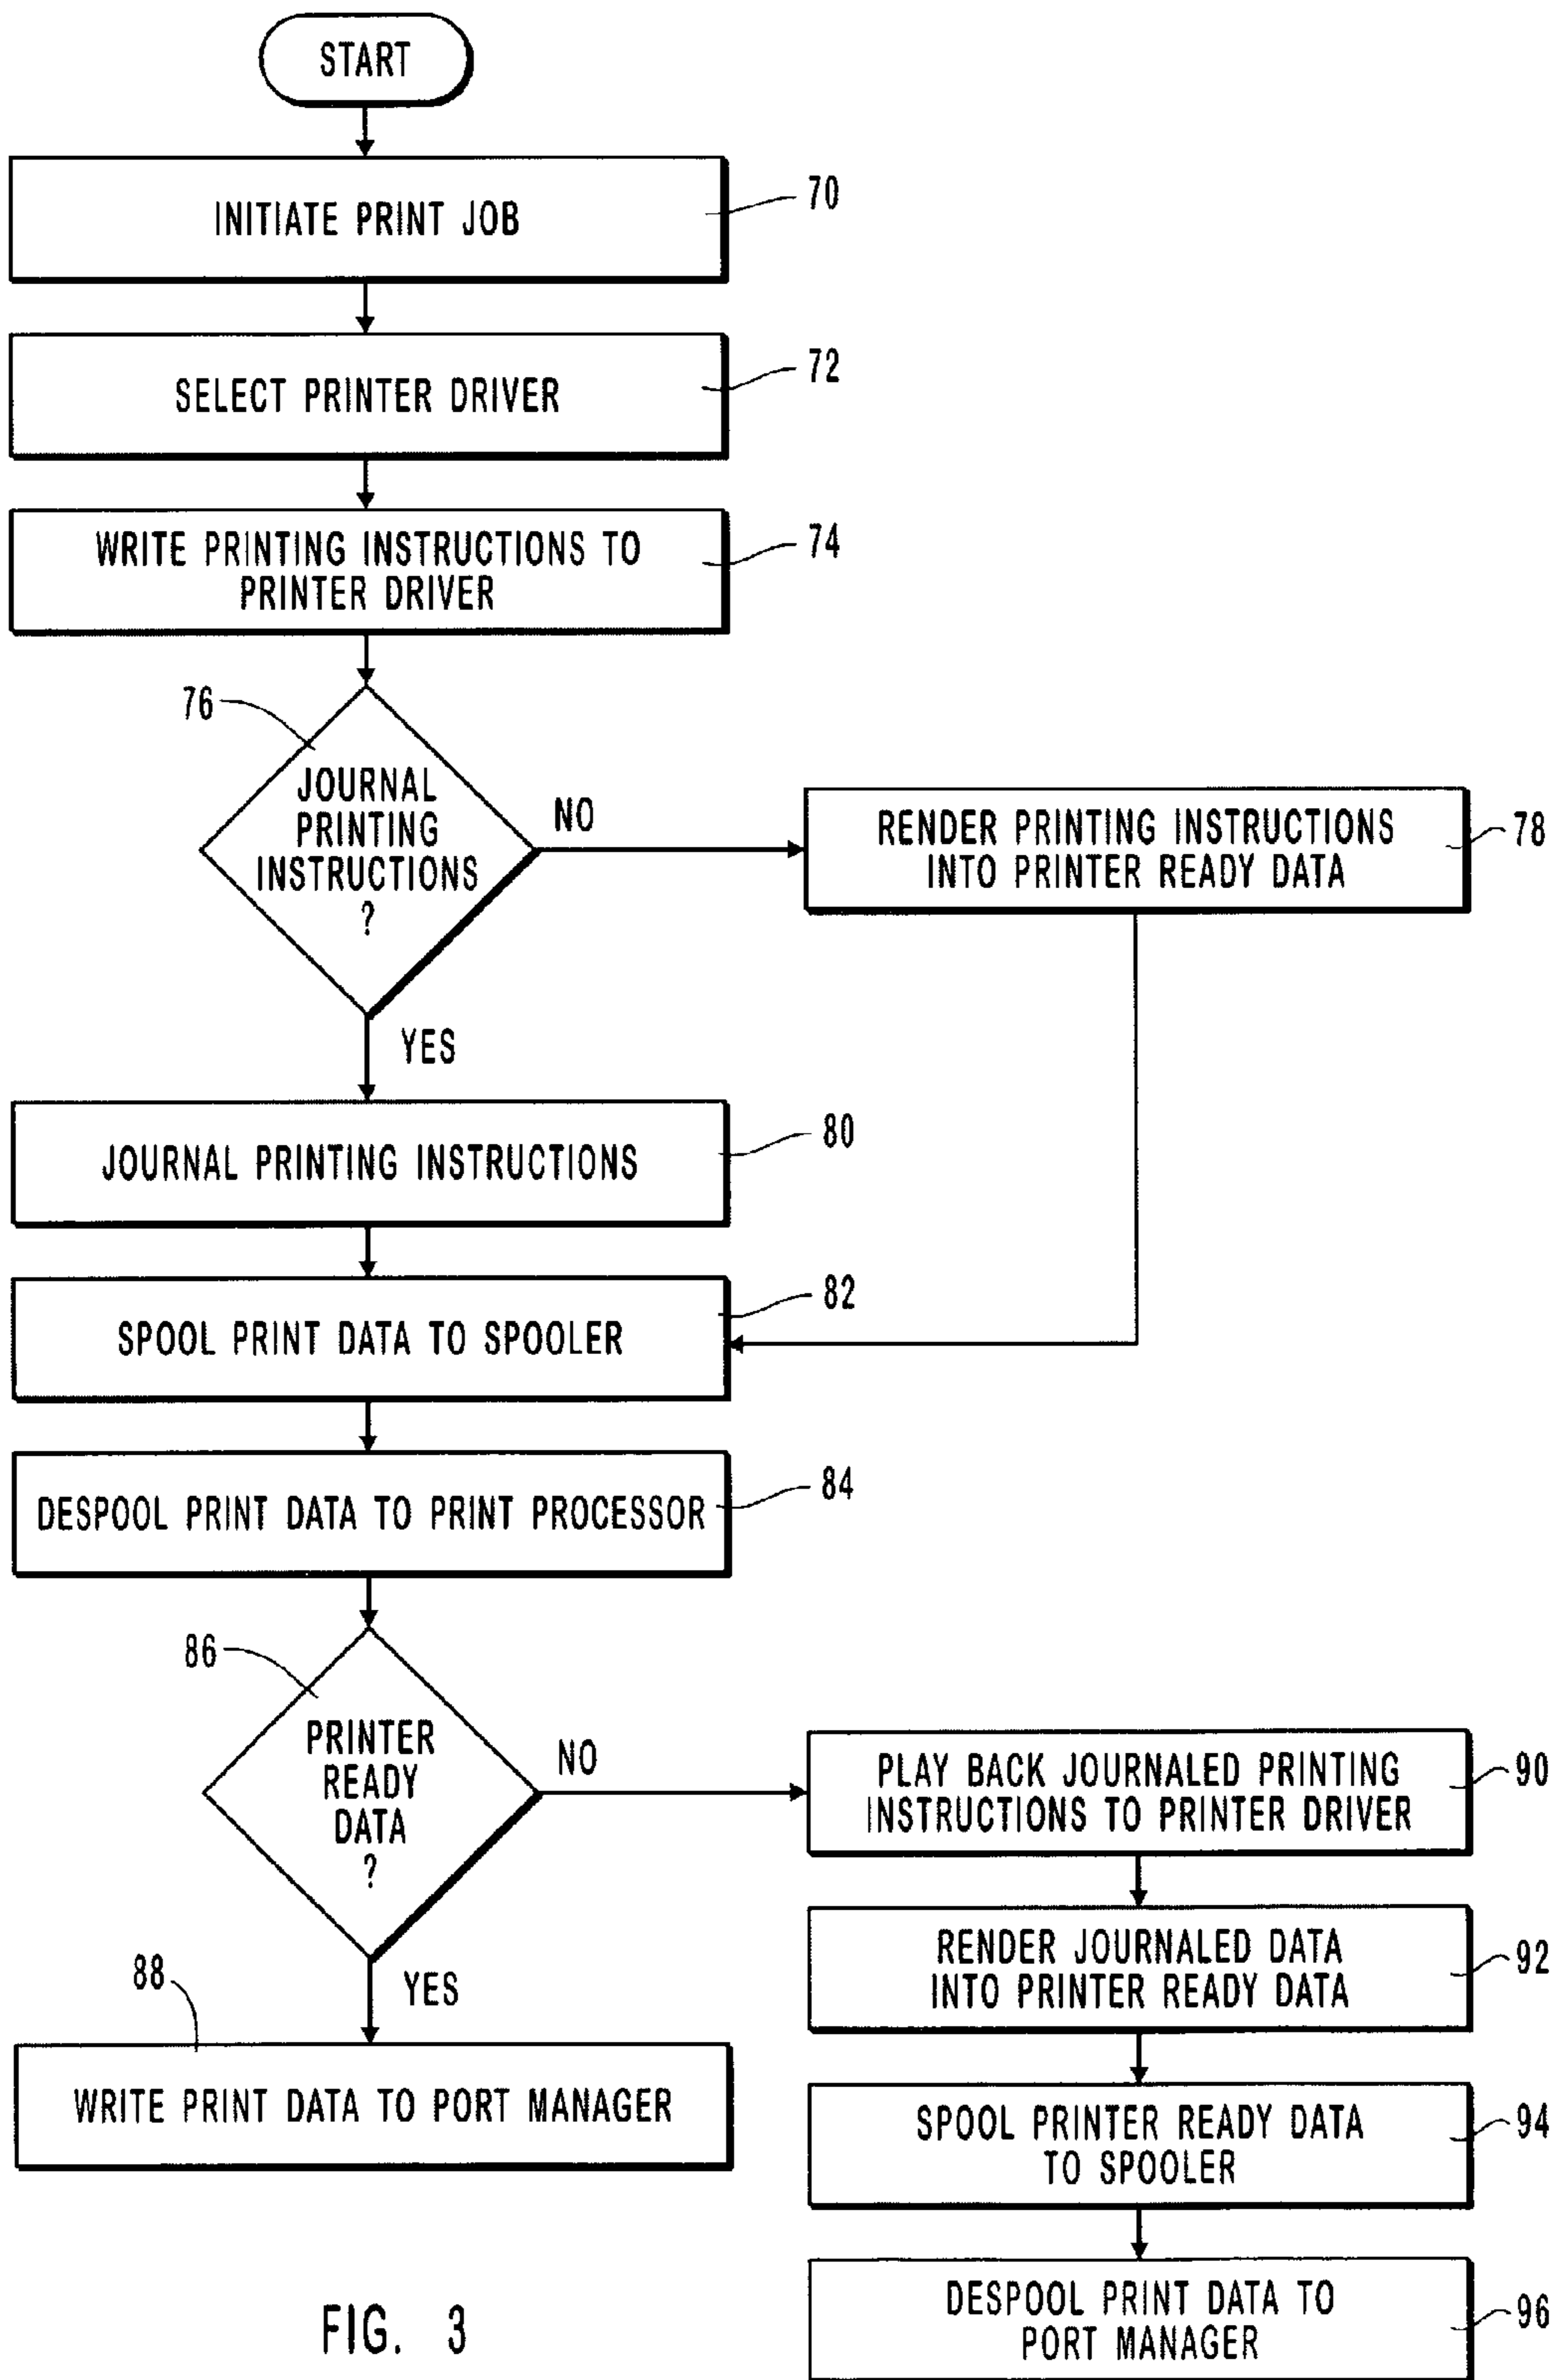 START
INITIATE PRINT JOB
70
SELECT PRINTER DRIVER
72
WRITE PRINTING INSTRUCTIONS TO
PRINTER DRIVER
74
76
JOURNAL
PRINTING
INSTRUCTIONS
?
NO
RENDER PRINTING INSTRUCTIONS
INTO PRINTER READY DATA
78
YES
JOURNAL PRINTING INSTRUCTIONS
80
SPOOL PRINT DATA TO SPOOLER
82
DESPOOL PRINT DATA TO PRINT PROCESSOR
84
86
PRINTER
READY
DATA
?
NO
PLAY BACK JOURNALED PRINTING
INSTRUCTIONS TO PRINTER DRIVER
90
RENDER JOURNALED DATA
INTO PRINTER READY DATA
92
YES
88
WRITE PRINT DATA TO PORT MANAGER
SPOOL PRINTER READY DATA
TO SPOOLER
94
DESPOOL PRINT DATA TO
PORT MANAGER
96
FIG. 3